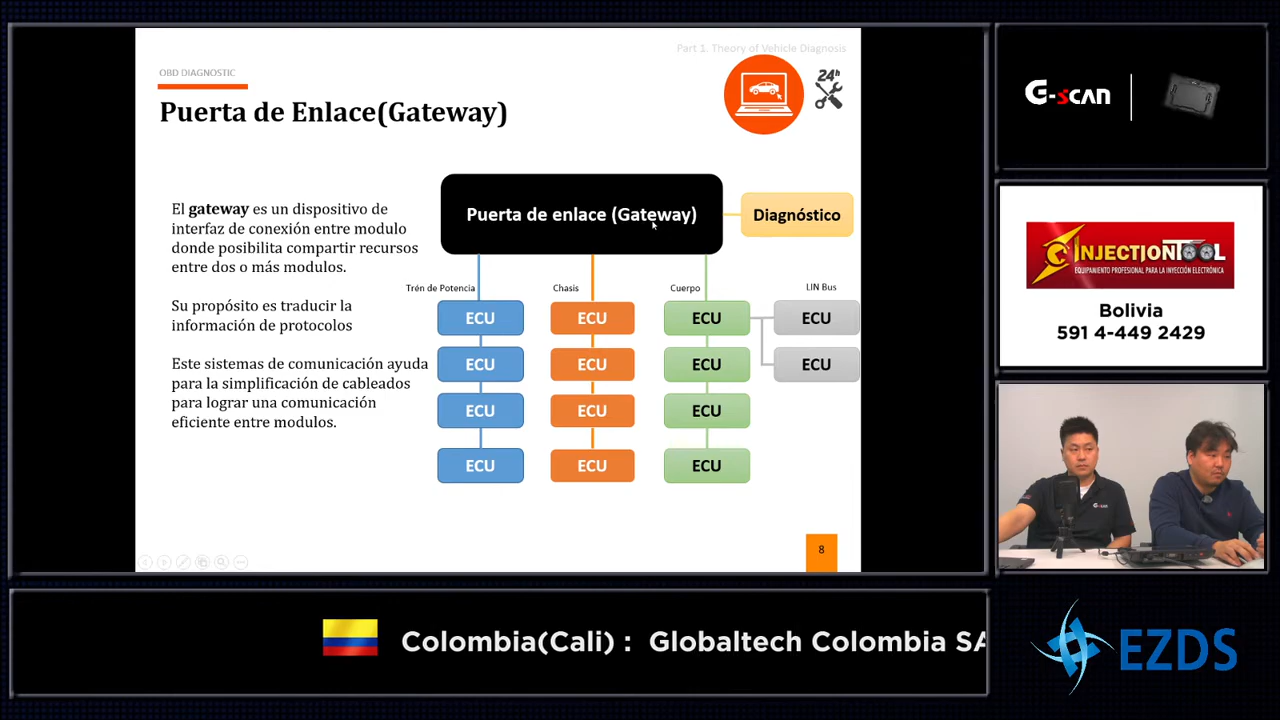 Part 1. Theory of Vehicle Diagnosis
OBD DIAGNOSTIC
Puerta de Enlace(Gateway)
24h
El gateway es un dispositivo de
interfaz de conexión entre modulo
donde posibilita compartir recursos
entre dos o más modulos.
Su propósito es traducir la
información de protocolos
Este sistemas de comunicación ayuda
para la simplificación de cableados
para lograr una comunicación
eficiente entre modulos.
Puerta de enlace (Gateway)
Diagnóstico
Trén de Potencia
Chasis
Cuerpo
LIN Bus
ECU ECU ECU ECU
ECU ECU ECU ECU
ECU ECU ECU
ECU ECU ECU
8
G-SCAN
INJECTIONTOOL
EQUIPAMIENTO PROFESIONAL PARA LA INYECCIÓN ELECTRÓNICA
Bolivia
591 4-449 2429
G-SCAN
Colombia(Cali) : Globaltech Colombia SA
EZDS